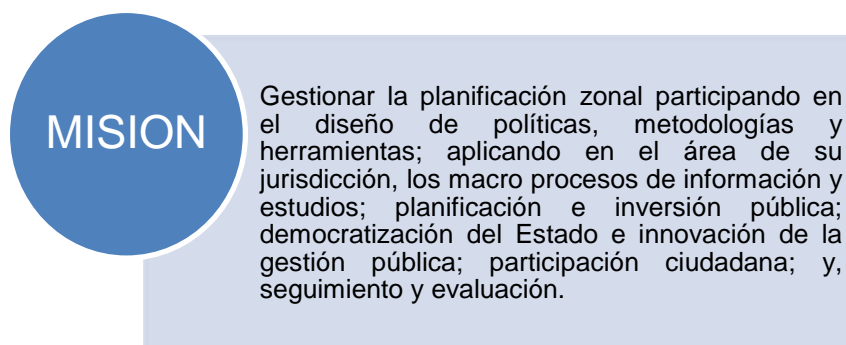 MISION
Gestionar la planificación zonal participando en
el diseño de políticas, metodologías y
herramientas; aplicando en el área de su
jurisdicción, los macro procesos de información y
estudios; planificación e inversión pública;
democratización del Estado e innovación de la
gestión pública; participación ciudadana; y,
seguimiento y evaluación.